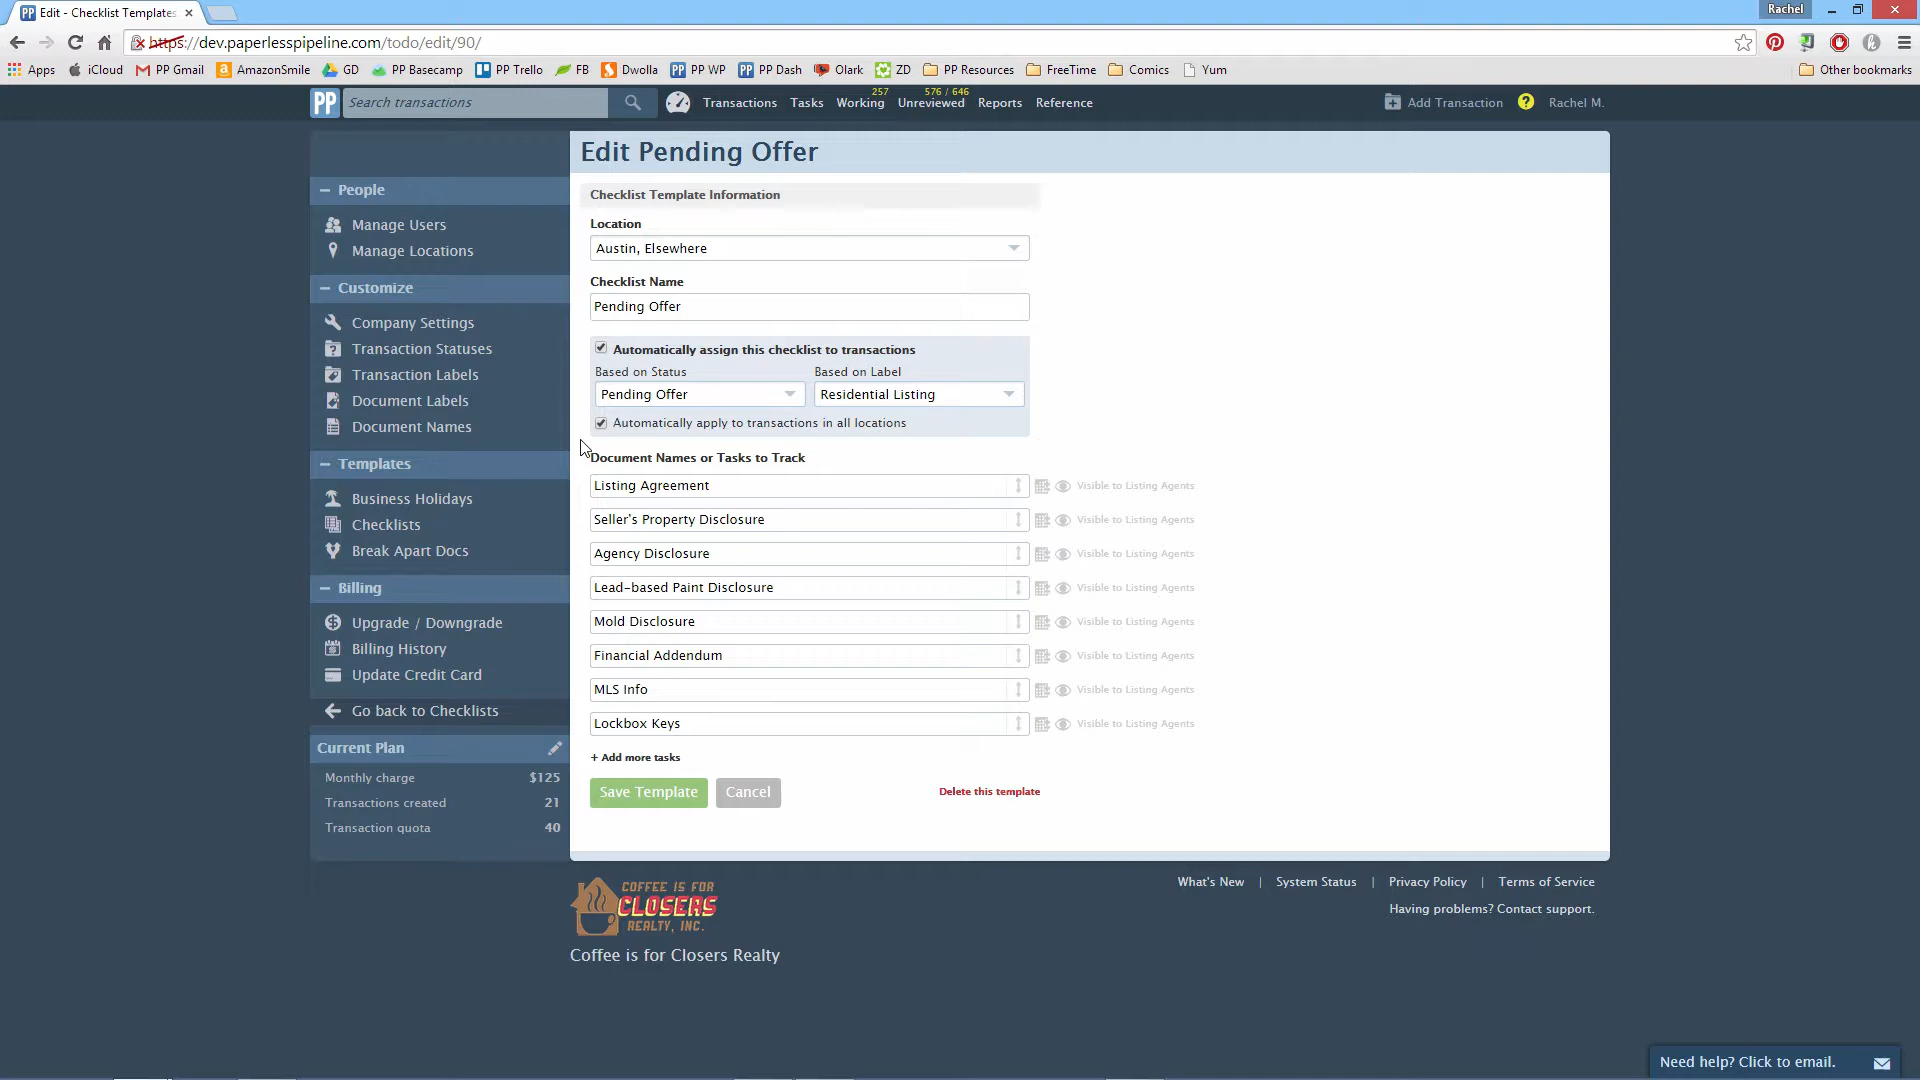 Edit - Checklist Templates
Rachel
https://dev.paperlesspipeline.com/todo/edit/90/
Apps iCloud PP Gmail AmazonSmile GD PP Basecamp PP Trello FB Dwolla PP WP PP Dash Olark ZD PP Resources FreeTime Comics Yum Other bookmarks
257 576 / 646
PP Search transactions Transactions Tasks Working Unreviewed Reports Reference Add Transaction ? Rachel M.
People
Manage Users
Manage Locations
Customize
Company Settings
Transaction Statuses
Transaction Labels
Document Labels
Document Names
Templates
Business Holidays
Checklists
Break Apart Docs
Billing
Upgrade / Downgrade
Billing History
Update Credit Card
Go back to Checklists
Current Plan
Monthly charge $125
Transactions created 21
Transaction quota 40
Edit Pending Offer
Checklist Template Information
Location
Austin, Elsewhere
Checklist Name
Pending Offer
Automatically assign this checklist to transactions
Based on Status Based on Label
Pending Offer Residential Listing
Automatically apply to transactions in all locations
Document Names or Tasks to Track
Listing Agreement Visible to Listing Agents
Seller's Property Disclosure Visible to Listing Agents
Agency Disclosure Visible to Listing Agents
Lead-based Paint Disclosure Visible to Listing Agents
Mold Disclosure Visible to Listing Agents
Financial Addendum Visible to Listing Agents
MLS Info Visible to Listing Agents
Lockbox Keys Visible to Listing Agents
+ Add more tasks
Save Template Cancel Delete this template
COFFEE IS FOR
CLOSERS
REALTY, INC.
Coffee is for Closers Realty
What's New | System Status | Privacy Policy | Terms of Service
Having problems? Contact support.
Need help? Click to email.